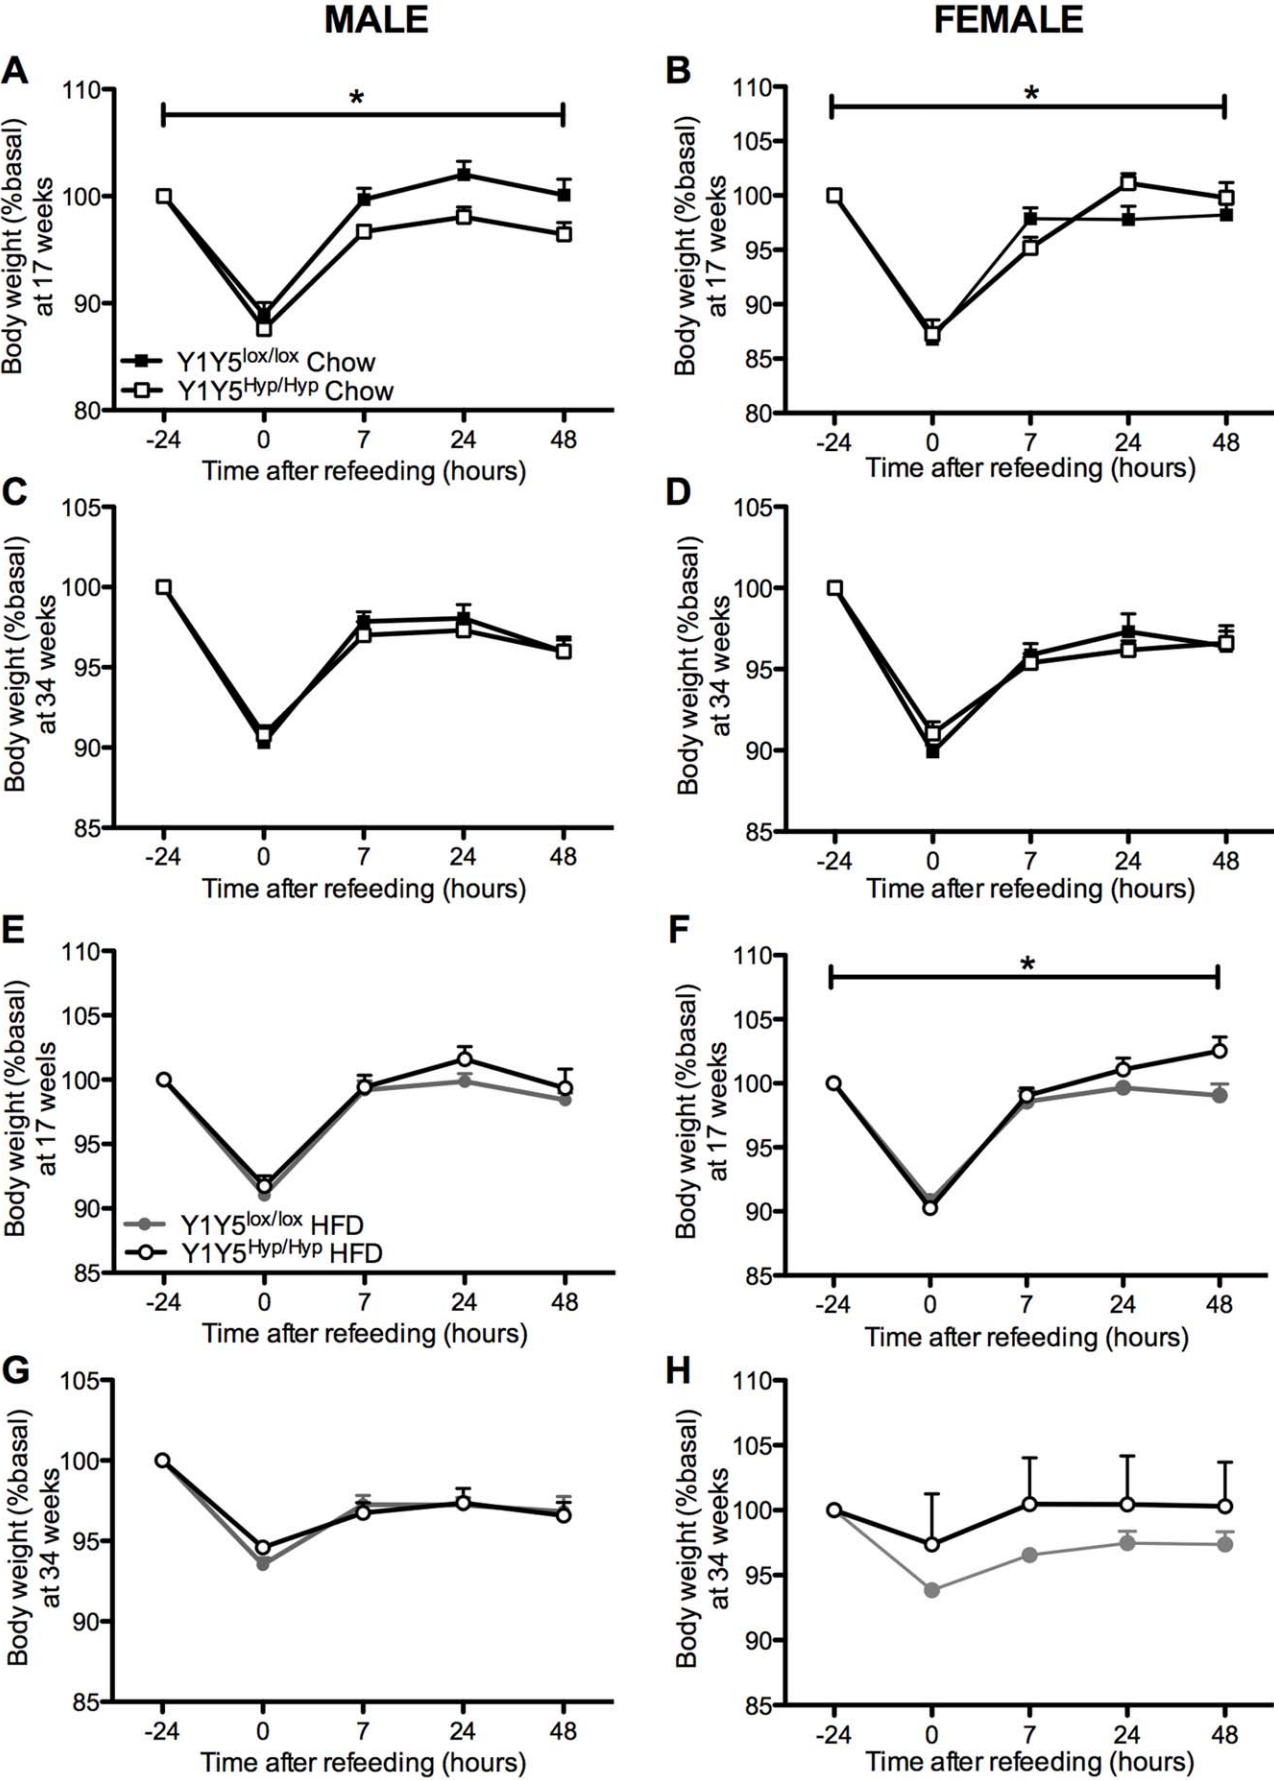 MALE
FEMALE
A
110
100
90
80
Body weight (%basal)
at 17 weeks
*
Y1Y5lox/lox Chow
Y1Y5Hyp/Hyp Chow
-24 0 7 24 48
Time after refeeding (hours)
B
110
105
100
95
90
85
80
Body weight (%basal)
at 17 weeks
*
-24 0 7 24 48
Time after refeeding (hours)
C
105
100
95
90
85
Body weight (%basal)
at 34 weeks
-24 0 7 24 48
Time after refeeding (hours)
D
105
100
95
90
85
Body weight (%basal)
at 34 weeks
-24 0 7 24 48
Time after refeeding (hours)
E
110
105
100
95
90
85
Body weight (%basal)
at 17 weels
Y1Y5lox/lox HFD
Y1Y5Hyp/Hyp HFD
-24 0 7 24 48
Time after refeeding (hours)
F
110
105
100
95
90
85
Body weight (%basal)
at 17 weeks
*
-24 0 7 24 48
Time after refeeding (hours)
G
105
100
95
90
85
Body weight (%basal)
at 34 weeks
-24 0 7 24 48
Time after refeeding (hours)
H
110
105
100
95
90
85
Body weight (%basal)
at 34 weeks
-24 0 7 24 48
Time after refeeding (hours)